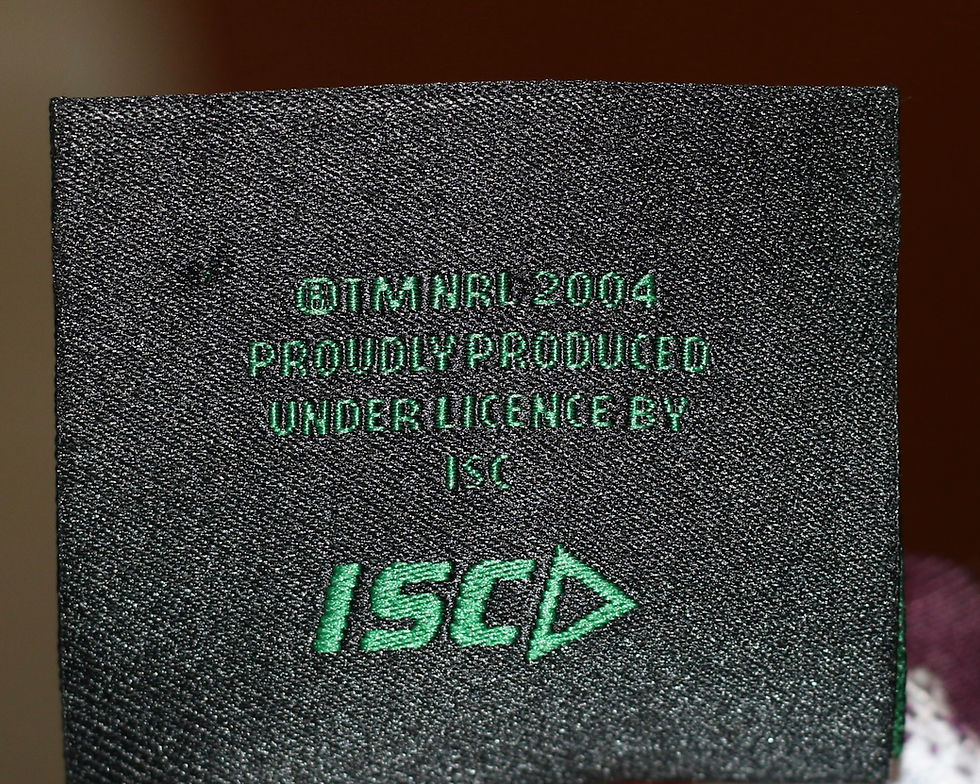 ®TM NRL 2004
PROUDLY PRODUCED
UNDER LICENCE BY
ISC
ISC